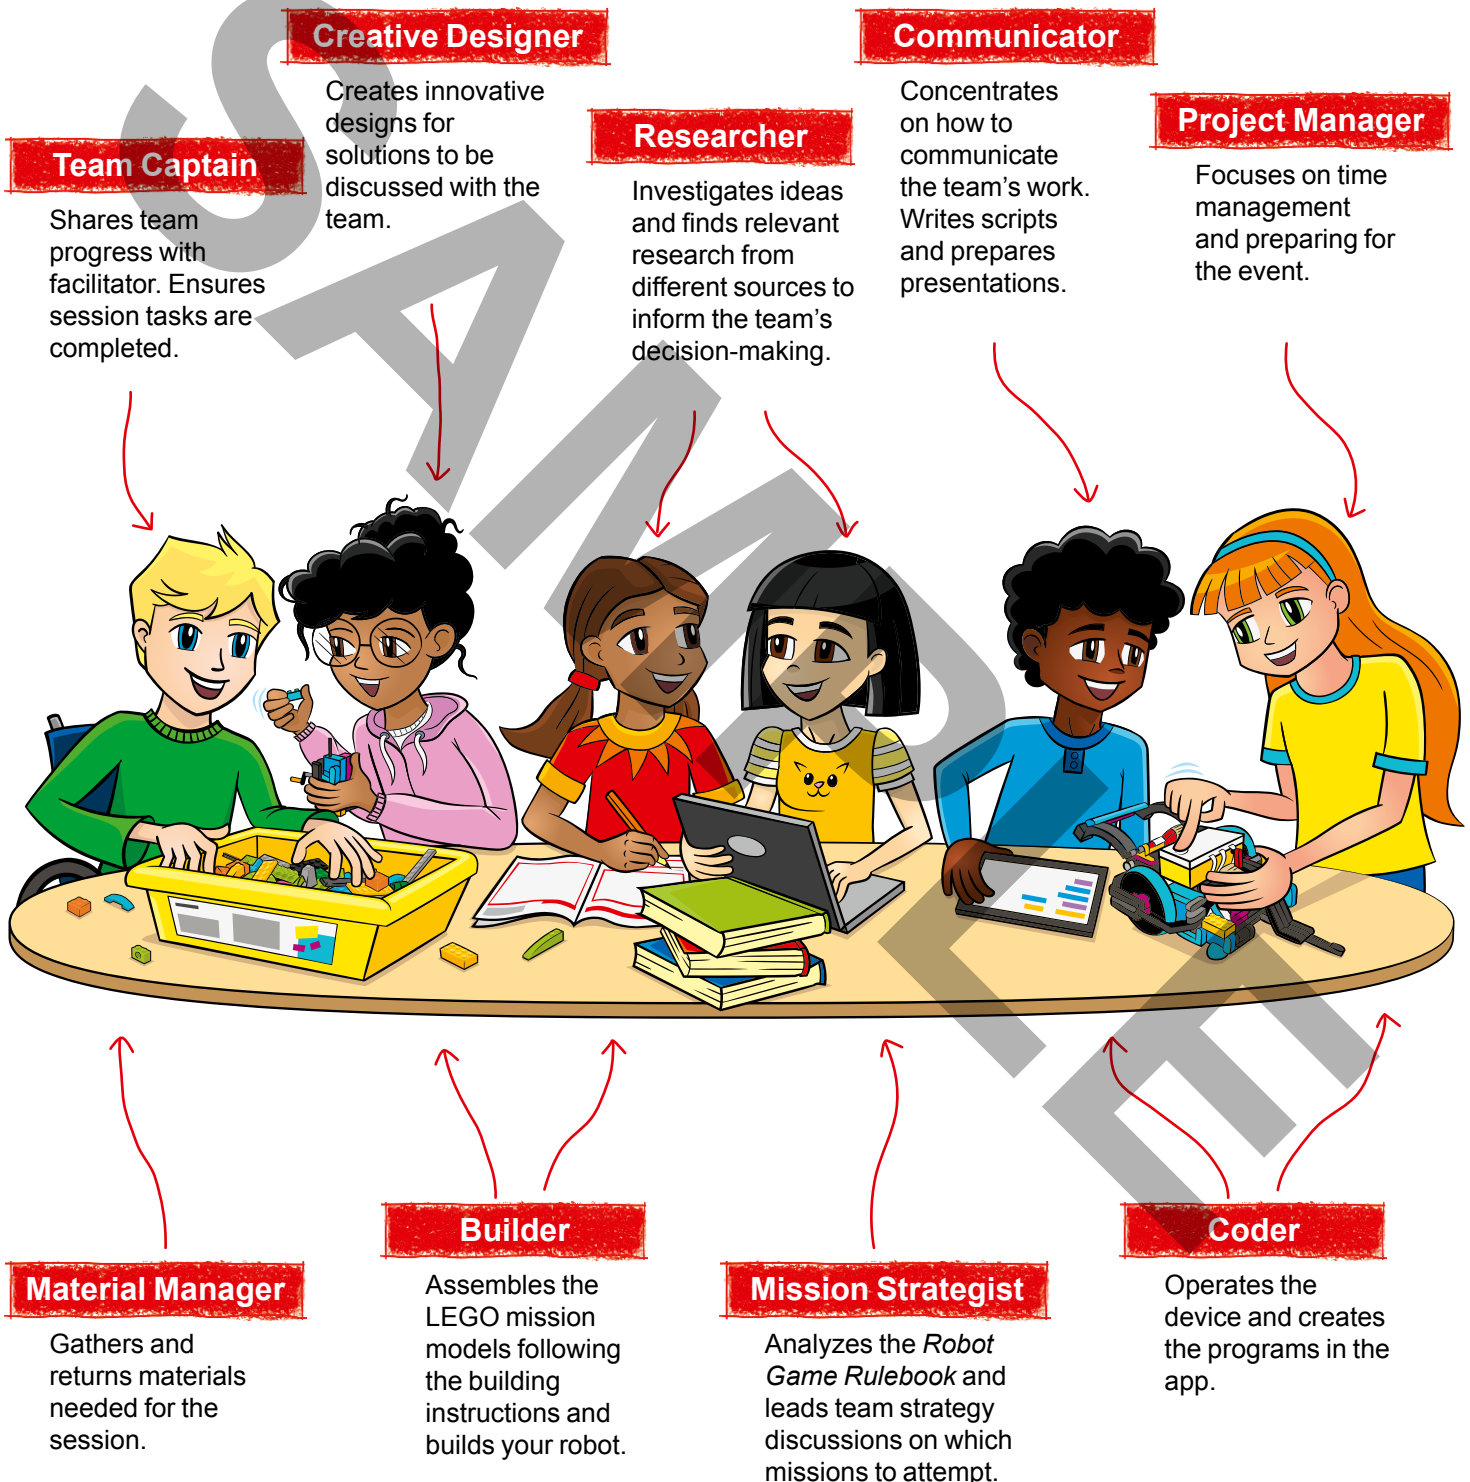 Creative Designer
Creates innovative
designs for
solutions to be
discussed with the
team.
Communicator
Concentrates
on how to
communicate
the team’s work.
Writes scripts
and prepares
presentations.
Team Captain
Shares team
progress with
facilitator. Ensures
session tasks are
completed.
Researcher
Investigates ideas
and finds relevant
research from
different sources to
inform the team’s
decision-making.
Project Manager
Focuses on time
management
and preparing for
the event.
SAMPLE
Material Manager
Gathers and
returns materials
needed for the
session.
Builder
Assembles the
LEGO mission
models following
the building
instructions and
builds your robot.
Mission Strategist
Analyzes the Robot
Game Rulebook and
leads team strategy
discussions on which
missions to attempt.
Coder
Operates the
device and creates
the programs in the
app.